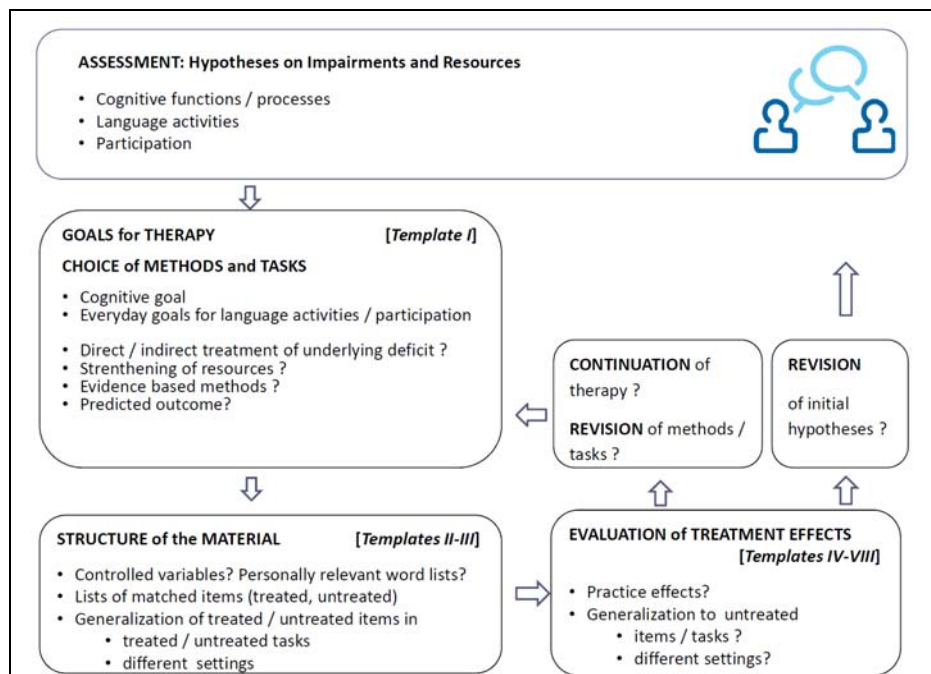 ASSESSMENT: Hypotheses on Impairments and Resources
• Cognitive functions / processes
• Language activities
• Participation
GOALS for THERAPY [Template I]
CHOICE of METHODS and TASKS
• Cognitive goal
• Everyday goals for language activities / participation
• Direct / indirect treatment of underlying deficit ?
• Strenthening of resources ?
• Evidence based methods ?
• Predicted outcome?
CONTINUATION of
therapy ?
REVISION of methods /
tasks ?
REVISION
of initial
hypotheses ?
STRUCTURE of the MATERIAL [Templates II-III]
• Controlled variables? Personally relevant word lists?
• Lists of matched items (treated, untreated)
• Generalization of treated / untreated items in
• treated / untreated tasks
• different settings
EVALUATION of TREATMENT EFFECTS
[Templates IV-VIII]
• Practice effects?
• Generalization to untreated
• items / tasks ?
• different settings?